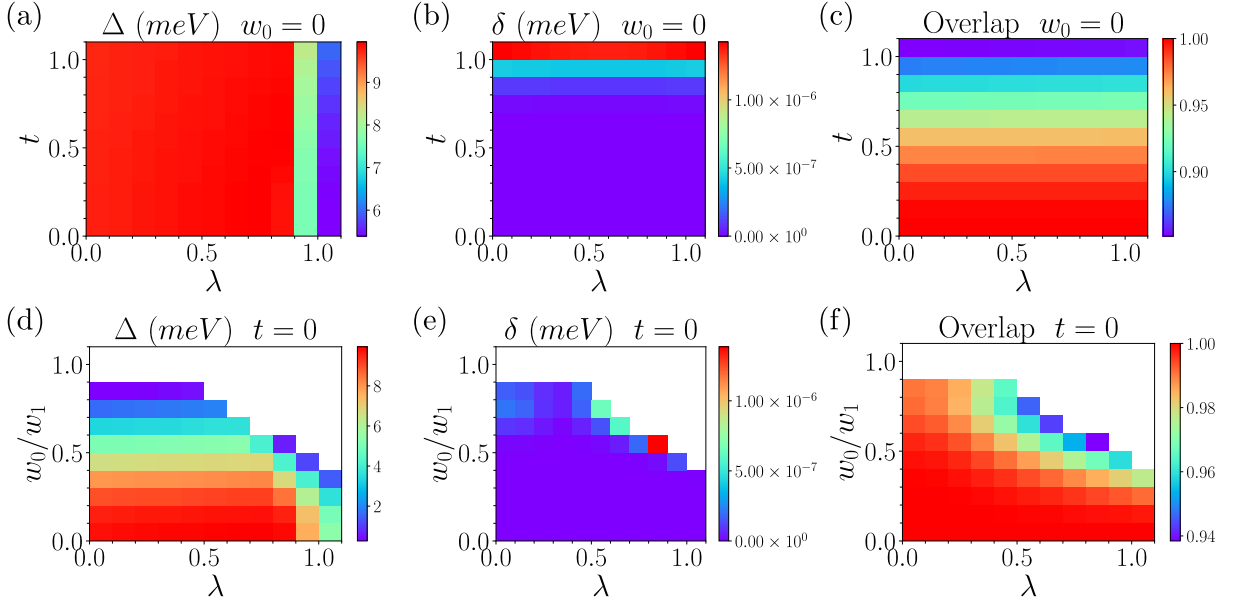 (a) Δ (meV) w₀ = 0
1.0
0.5
0.0
t
0.0 0.5 1.0
λ
9
8
7
6
(b) δ (meV) w₀ = 0
1.0
0.5
0.0
t
0.0 0.5 1.0
λ
1.00 × 10⁻⁶
5.00 × 10⁻⁷
0.00 × 10⁰
(c) Overlap w₀ = 0
1.0
0.5
0.0
t
0.0 0.5 1.0
λ
1.00
0.95
0.90
(d) Δ (meV) t = 0
1.0
0.5
0.0
w₀/w₁
0.0 0.5 1.0
λ
8
6
4
2
(e) δ (meV) t = 0
1.0
0.5
0.0
w₀/w₁
0.0 0.5 1.0
λ
1.00 × 10⁻⁶
5.00 × 10⁻⁷
0.00 × 10⁰
(f) Overlap t = 0
1.0
0.5
0.0
w₀/w₁
0.0 0.5 1.0
λ
1.00
0.98
0.96
0.94